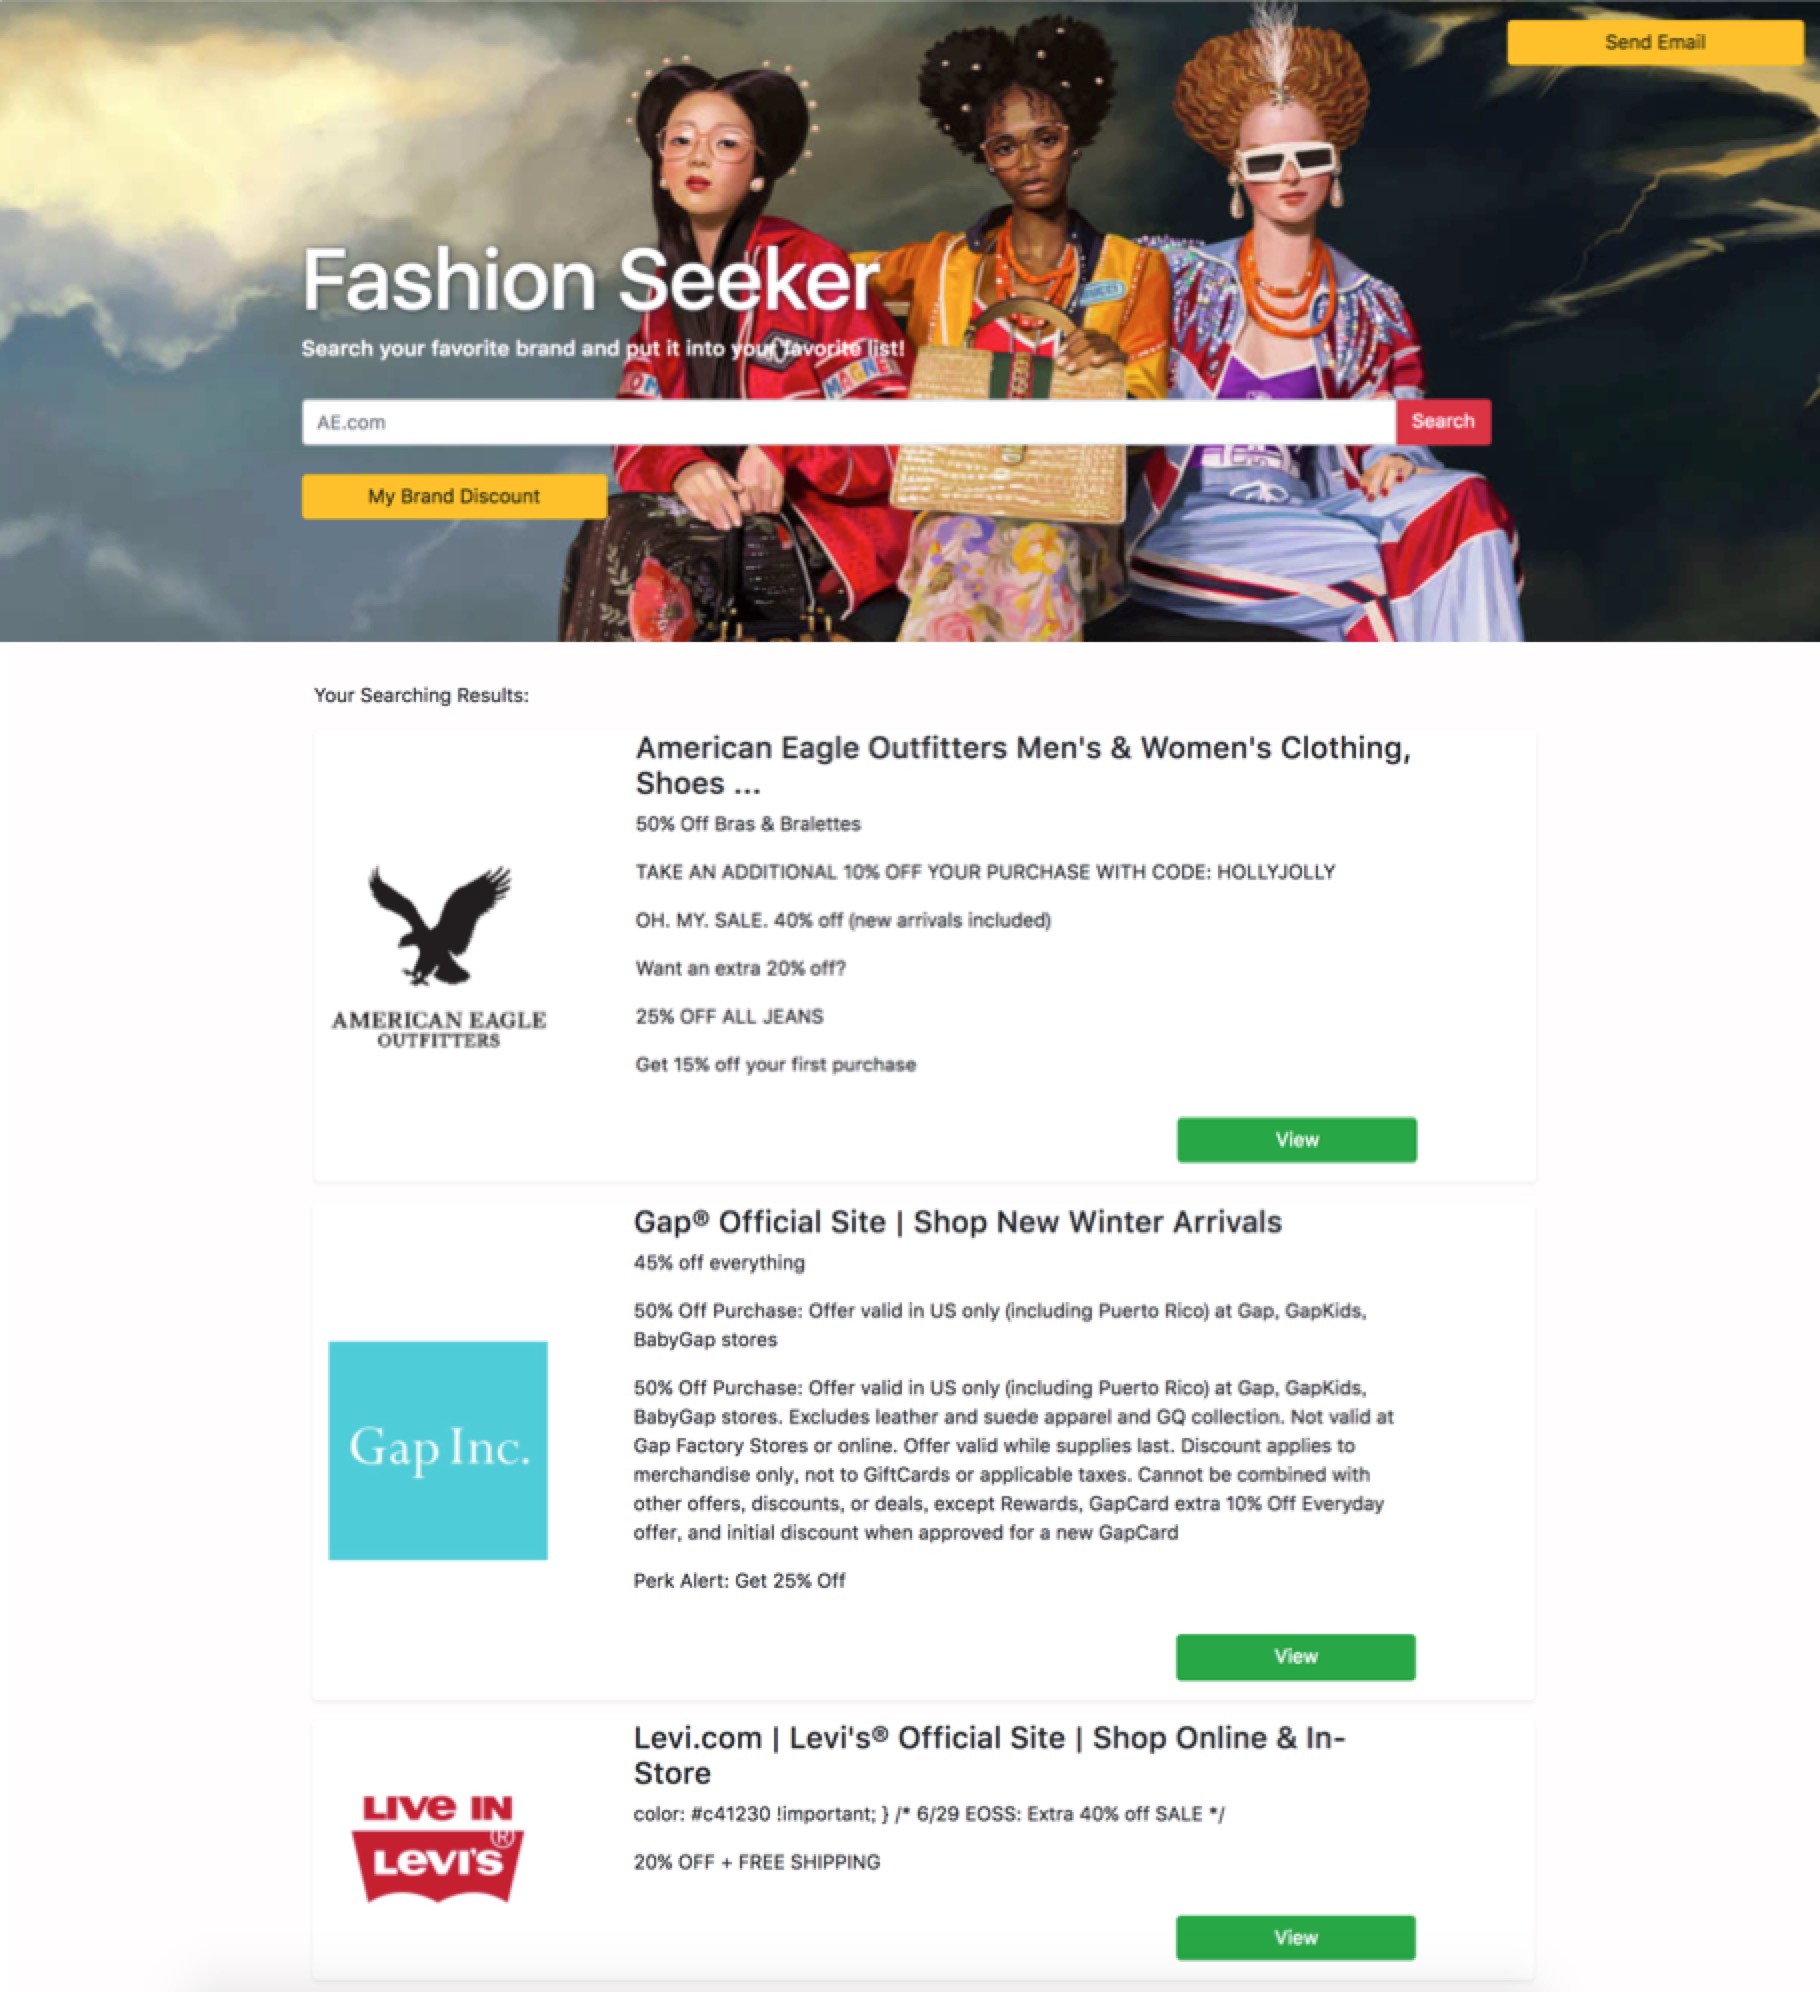 Send Email
Fashion Seeker
Search your favorite brand and put it into your favorite list!
AE.com
Search
My Brand Discount
GUCCI
MAGNE
Your Searching Results:
American Eagle Outfitters Men's & Women's Clothing,
Shoes ...
50% Off Bras & Bralettes
TAKE AN ADDITIONAL 10% OFF YOUR PURCHASE WITH CODE: HOLLYJOLLY
OH. MY. SALE. 40% off (new arrivals included)
Want an extra 20% off?
25% OFF ALL JEANS
Get 15% off your first purchase
AMERICAN EAGLE
OUTFITTERS
View
Gap® Official Site | Shop New Winter Arrivals
45% off everything
50% Off Purchase: Offer valid in US only (including Puerto Rico) at Gap, GapKids,
BabyGap stores
50% Off Purchase: Offer valid in US only (including Puerto Rico) at Gap, GapKids,
BabyGap stores. Excludes leather and suede apparel and GQ collection. Not valid at
Gap Factory Stores or online. Offer valid while supplies last. Discount applies to
merchandise only, not to GiftCards or applicable taxes. Cannot be combined with
other offers, discounts, or deals, except Rewards, GapCard extra 10% Off Everyday
offer, and initial discount when approved for a new GapCard
Perk Alert: Get 25% Off
Gap Inc.
View
Levi.com | Levi's® Official Site | Shop Online & In-
Store
color: #c41230 !important; } /* 6/29 EOSS: Extra 40% off SALE */
20% OFF + FREE SHIPPING
LIVE IN
LEVI'S®
View